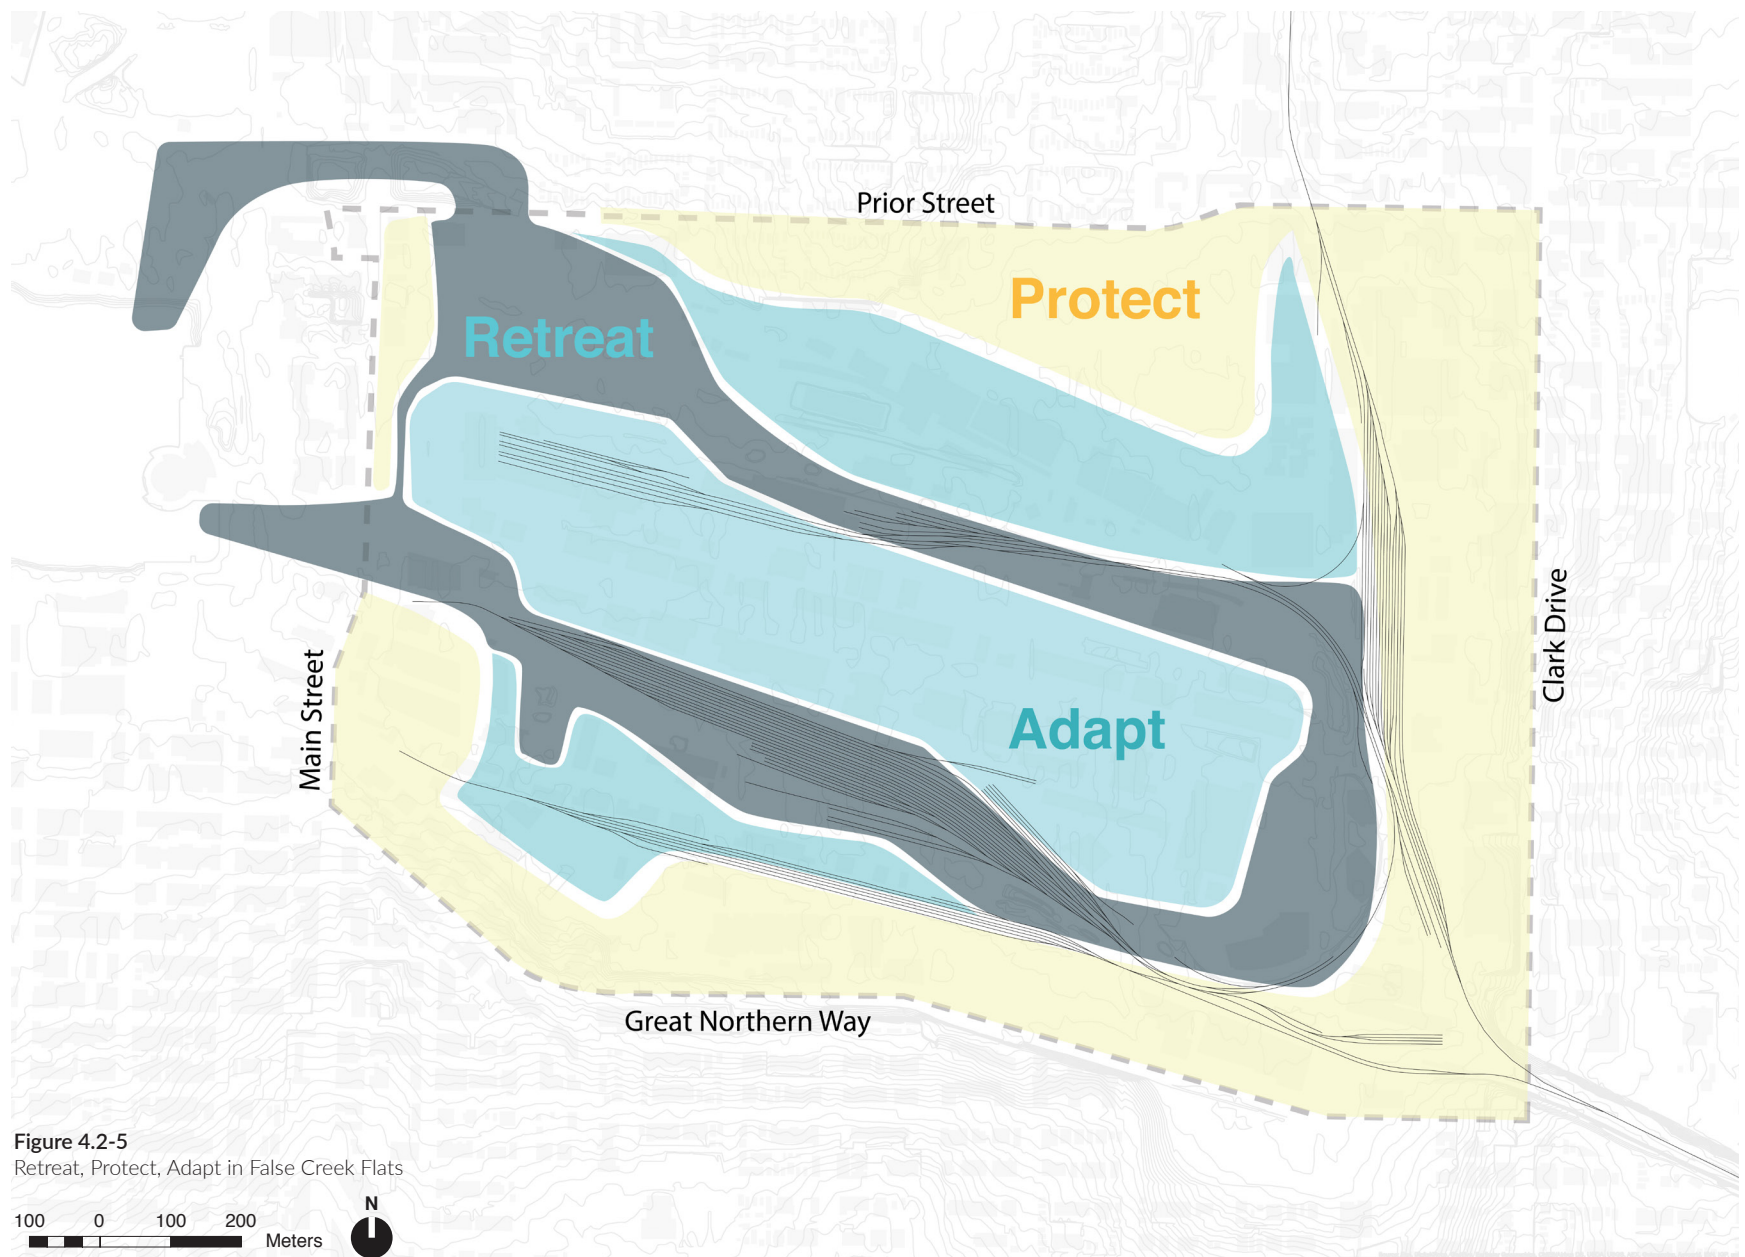 Prior Street
Protect
Retreat
Clark Drive
Main Street
Adapt
Great Northern Way
Figure 4.2-5
Retreat, Protect, Adapt in False Creek Flats
N
100 0 100 200
Meters